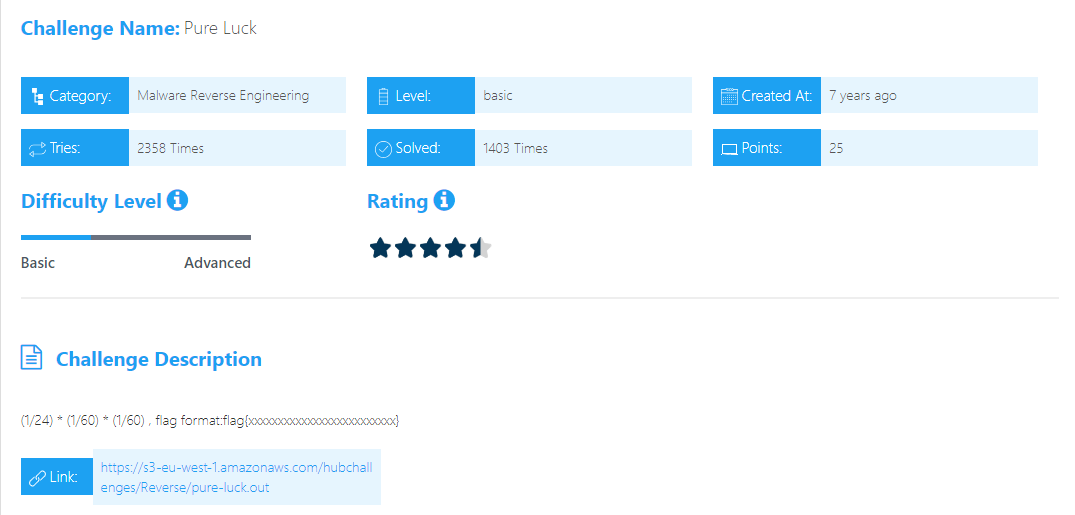 Challenge Name: Pure Luck
Category: Malware Reverse Engineering Level: basic Created At: 7 years ago
Tries: 2358 Times Solved: 1403 Times Points: 25
Difficulty Level Rating
Basic Advanced
Challenge Description
(1/24) * (1/60) * (1/60) , flag format:flag{xxxxxxxxxxxxxxxxxxxxxxxxx}
Link: https://s3-eu-west-1.amazonaws.com/hubchall
enges/Reverse/pure-luck.out